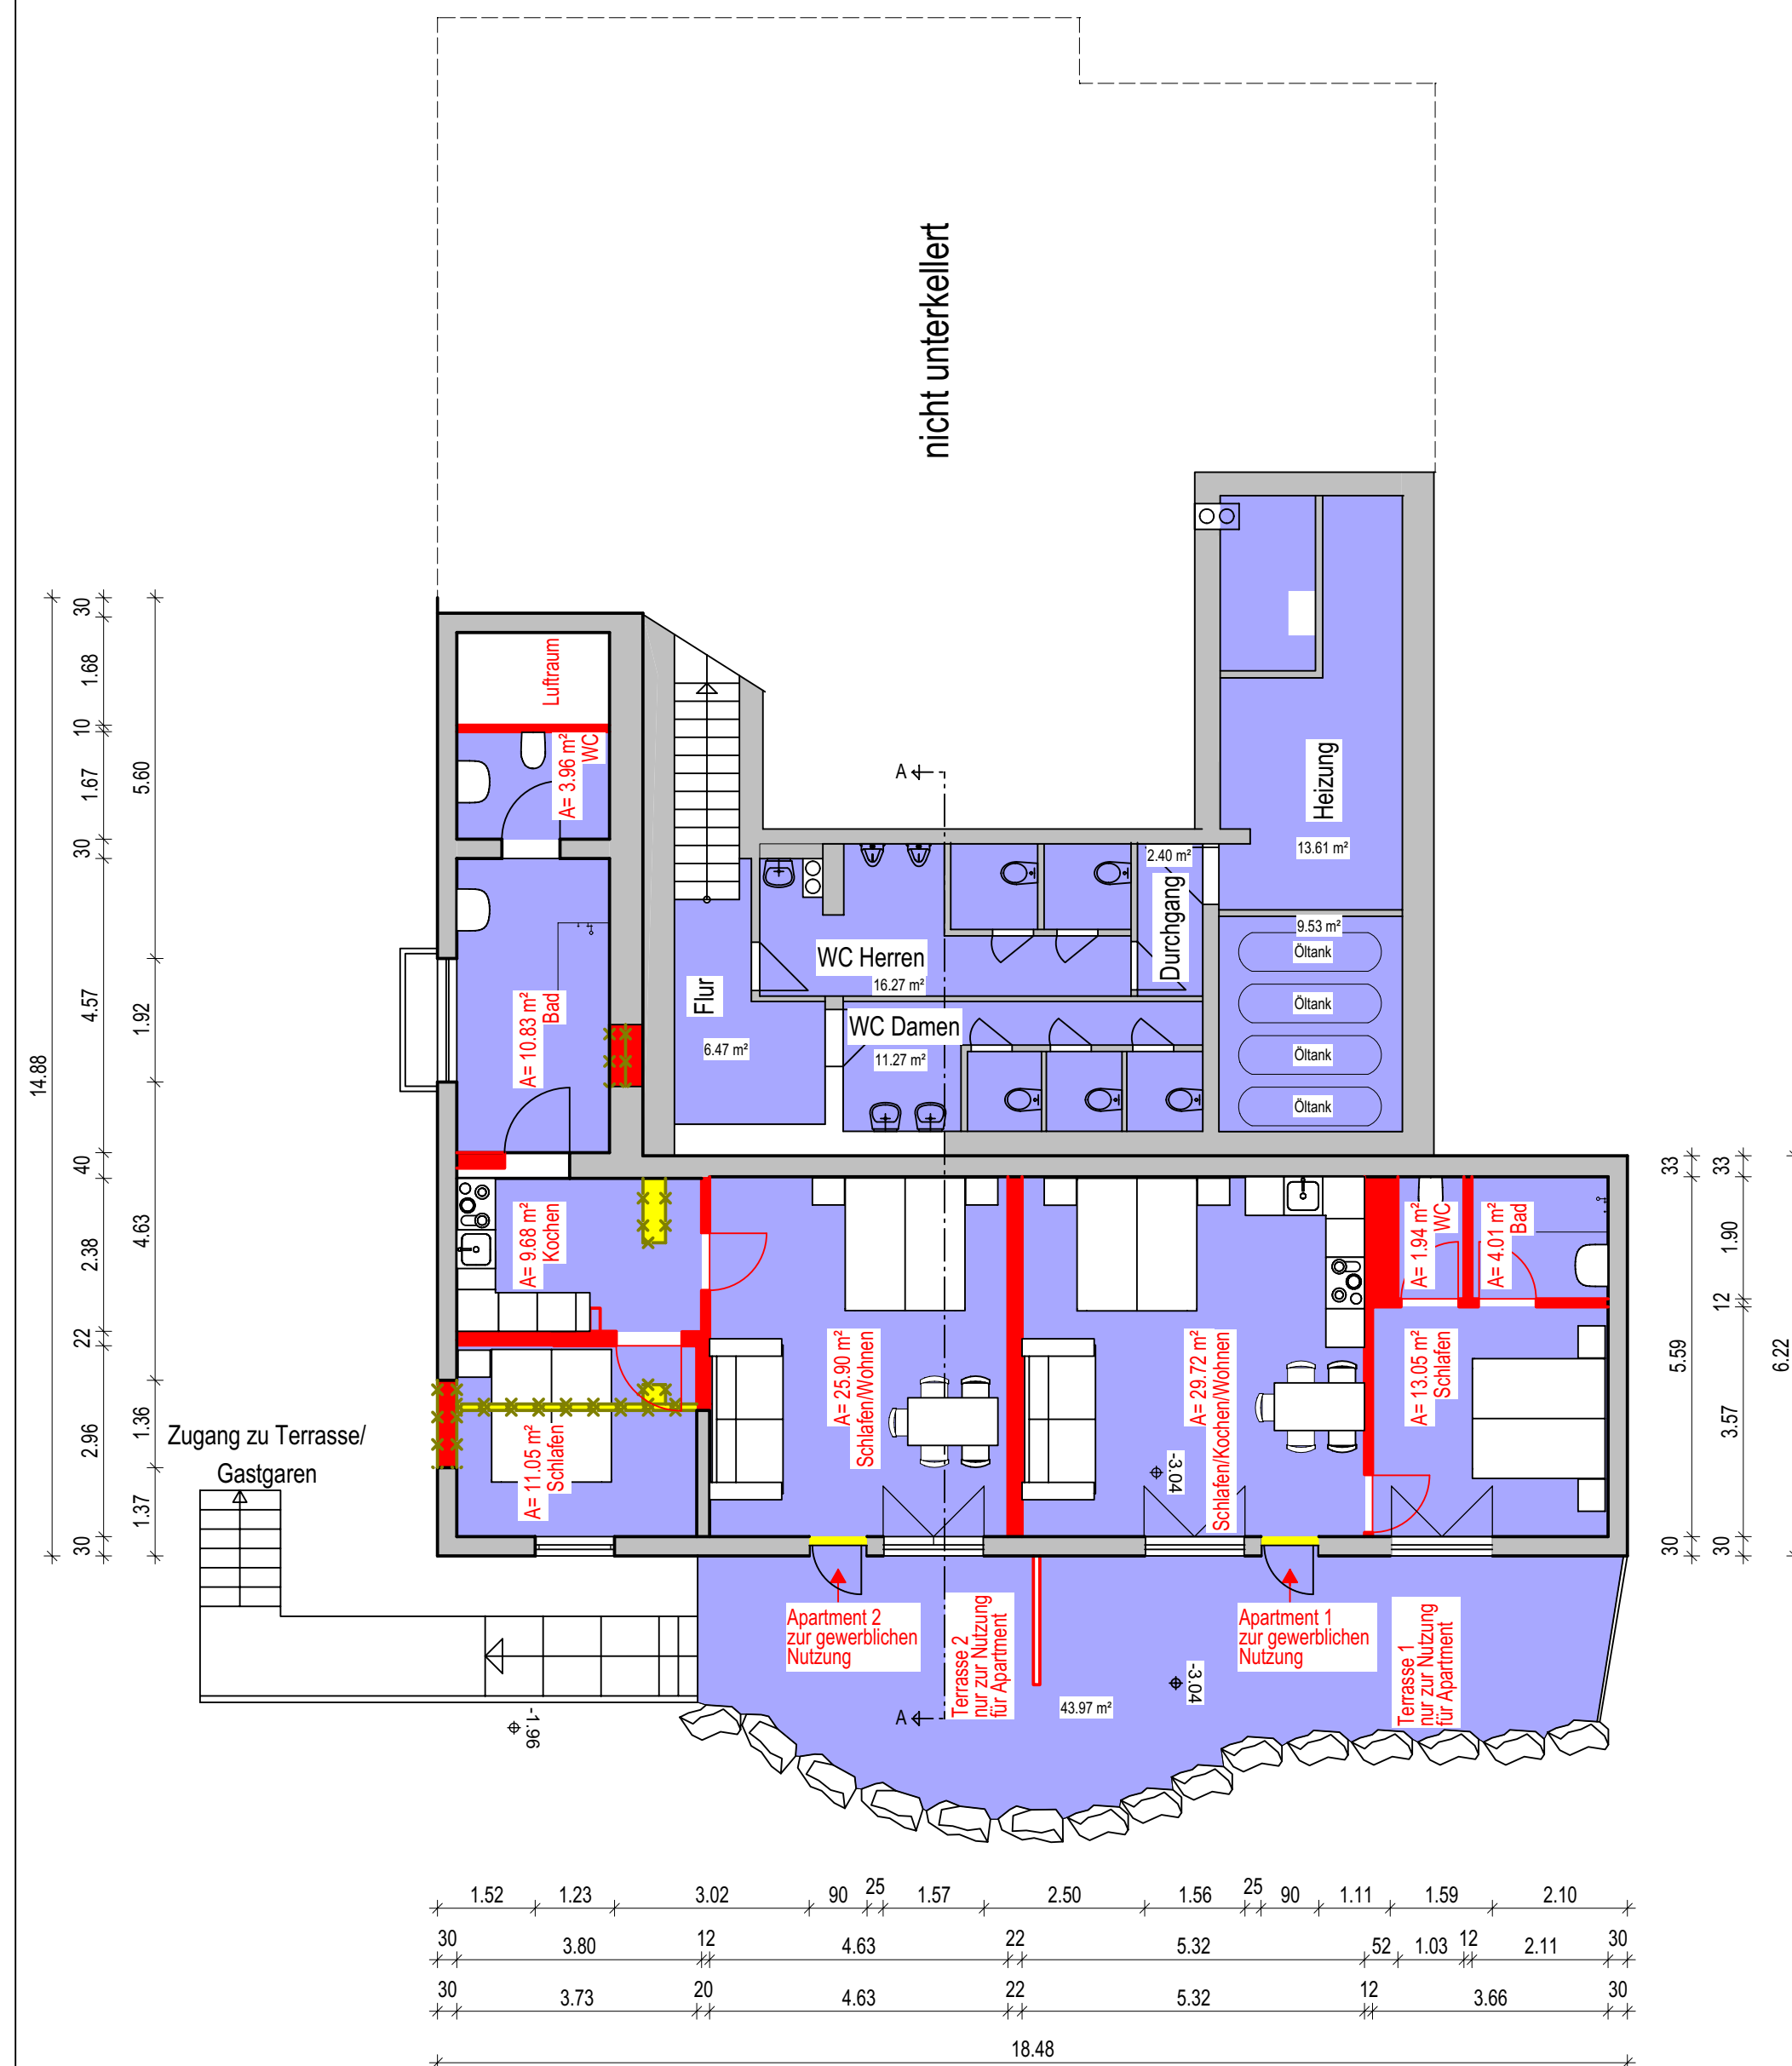 nicht unterkellert
Luftraum
A= 3.96 m²
WC
A= 10.83 m²
Bad
Flur
6.47 m²
A
WC Herren
16.27 m²
WC Damen
11.27 m²
2.40 m²
Durchgang
Heizung
13.61 m²
9.53 m²
Öltank
Öltank
Öltank
Öltank
A= 9.68 m²
Kochen
A= 11.05 m²
Schlafen
A= 25.90 m²
Schlafen/Wohnen
A= 29.72 m²
Schlafen/Kochen/Wohnen
-3.04
A= 1.94 m²
WC
A= 4.01 m²
Bad
A= 13.05 m²
Schlafen
Zugang zu Terrasse/
Gastgaren
-1.96
Apartment 2
zur gewerblichen
Nutzung
Terrasse 2
nur zur Nutzung
für Apartment
A
43.97 m²
-3.04
Apartment 1
zur gewerblichen
Nutzung
Terrasse 1
nur zur Nutzung
für Apartment
14.88
30
1.68
10
1.67
30
4.57
40
2.38
22
2.96
30
5.60
1.92
4.63
1.36
1.37
33
5.59
30
33
1.90
12
3.57
30
6.22
1.52
1.23
3.02
90
25
1.57
2.50
1.56
25
90
1.11
1.59
2.10
30
3.80
12
4.63
22
5.32
52
1.03
12
2.11
30
30
3.73
20
4.63
22
5.32
12
3.66
30
18.48